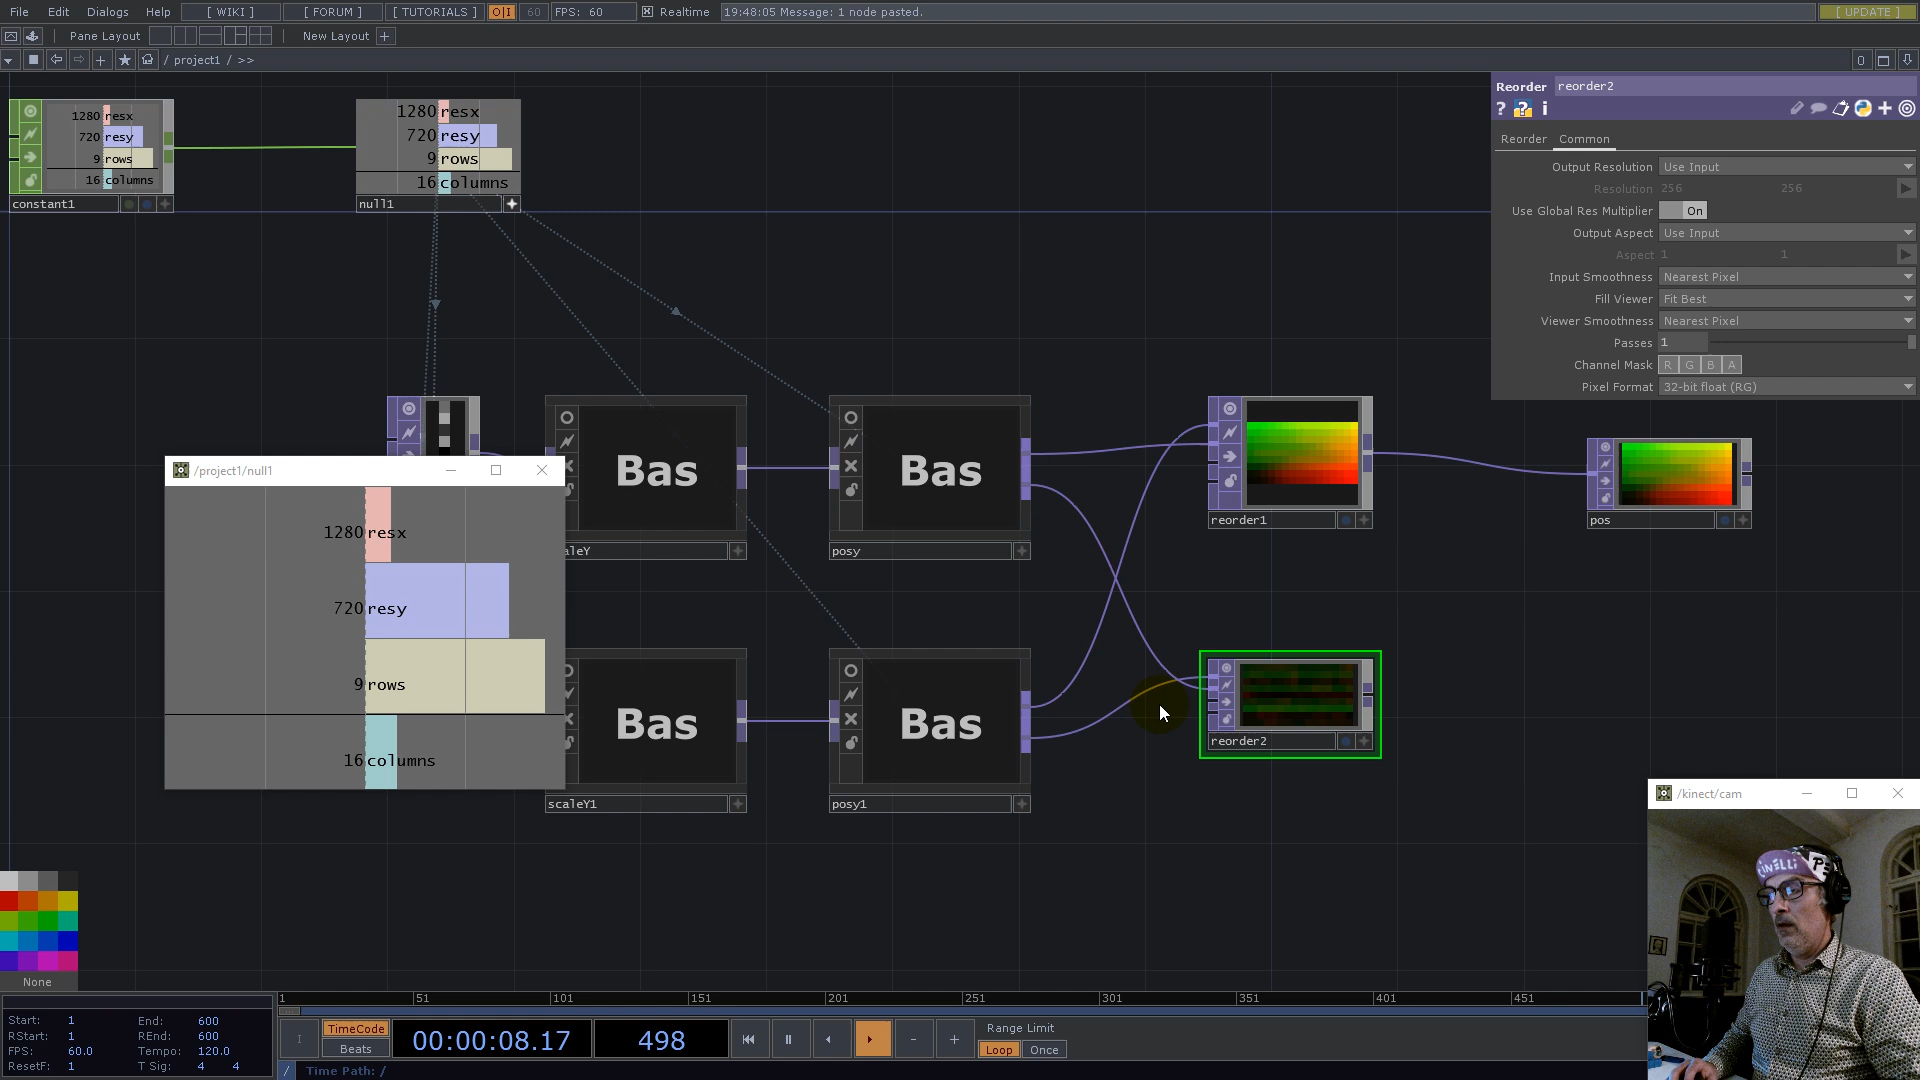 File Edit Dialogs Help [ WIKI ] [ FORUM ] [ TUTORIALS ] O|I 60 FPS: 60 Realtime 19:48:05 Message: 1 node pasted. [ UPDATE ]
Pane Layout New Layout +
/ project1 / >> 0
1280 resx
720 resy
9 rows
16 columns
constant1
1280 resx
720 resy
9 rows
16 columns
null1
Reorder reorder2
? ? i
Reorder Common
Output Resolution Use Input
Resolution 256 256
Use Global Res Multiplier On
Output Aspect Use Input
Aspect 1 1
Input Smoothness Nearest Pixel
Fill Viewer Fit Best
Viewer Smoothness Nearest Pixel
Passes 1
Channel Mask R G B A
Pixel Format 32-bit float (RG)
Bas
aleY
Bas
posy
reorder1
pos
/project1/null1
1280 resx
720 resy
9 rows
16 columns
Bas
scaleY1
Bas
posy1
reorder2
/kinect/cam
CINELLI
None
1 51 101 151 201 251 301 351 401 451
Start: 1 End: 600
RStart: 1 REnd: 600
FPS: 60.0 Tempo: 120.0
ResetF: 1 T Sig: 4 4
TimeCode
Beats
00:00:08.17
498
Range Limit
Loop Once
/ Time Path: /